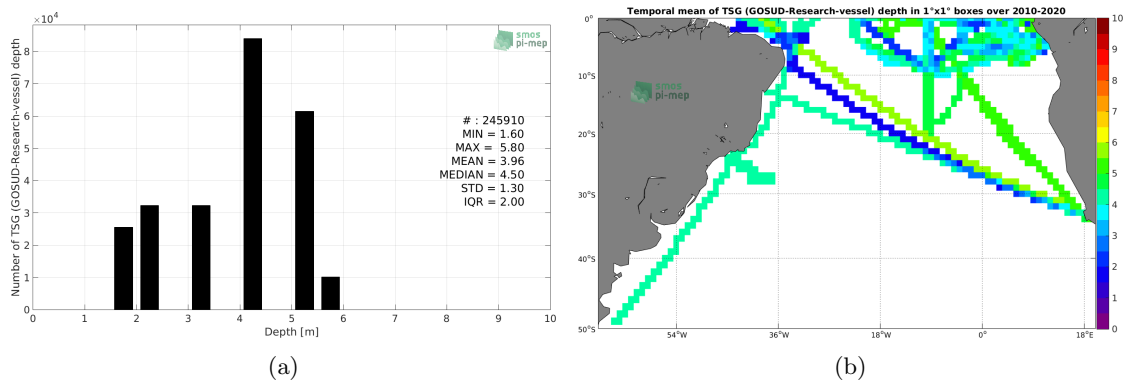 ×10⁴
Number of TSG (GOSUD-Research-vessel) depth
8
6
4
2
0
smos
pi-mep
# : 245910
MIN = 1.60
MAX = 5.80
MEAN = 3.96
MEDIAN = 4.50
STD = 1.30
IQR = 2.00
0 1 2 3 4 5 6 7 8 9 10
Depth [m]
(a)
Temporal mean of TSG (GOSUD-Research-vessel) depth in 1°x1° boxes over 2010-2020
0°
10°S
20°S
30°S
40°S
50°S
smos
pi-mep
54°W 36°W 18°W 0° 18°E
10
9
8
7
6
5
4
3
2
1
0
(b)